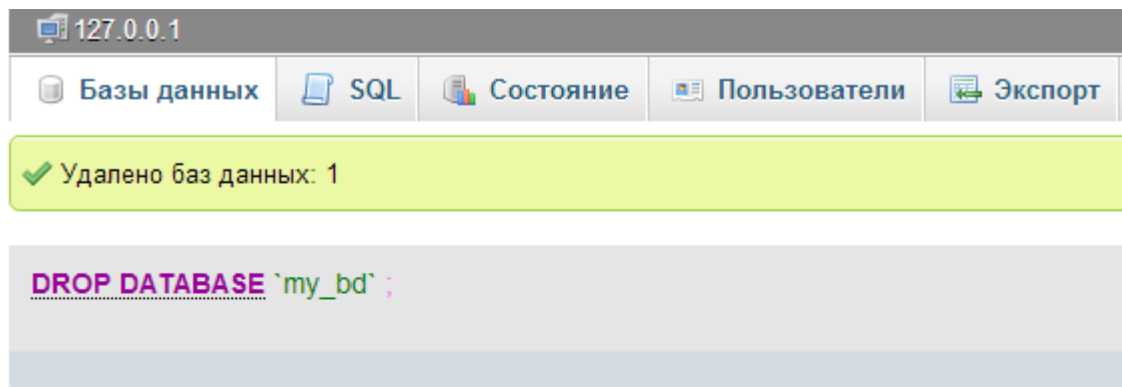 127.0.0.1
Базы данных SQL Состояние Пользователи Экспорт
Удалено баз данных: 1
DROP DATABASE `my_bd` ;